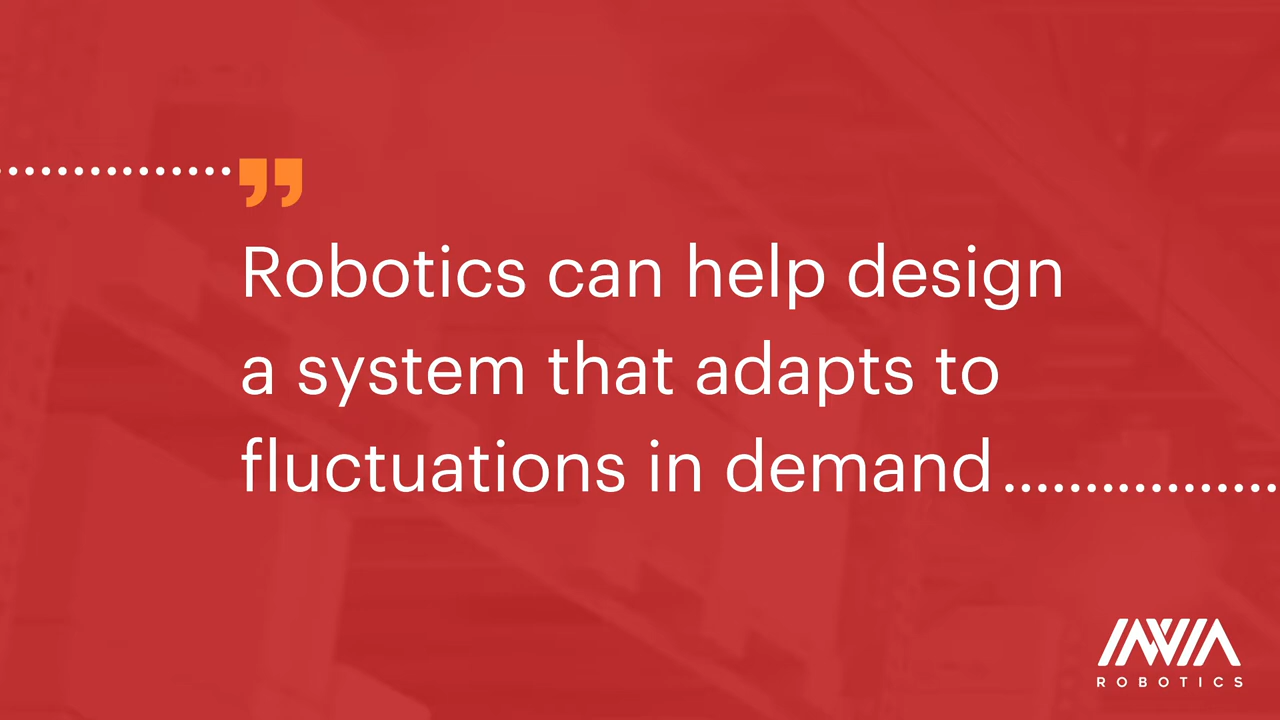 ”
Robotics can help design
a system that adapts to
fluctuations in demand
INVIA
ROBOTICS